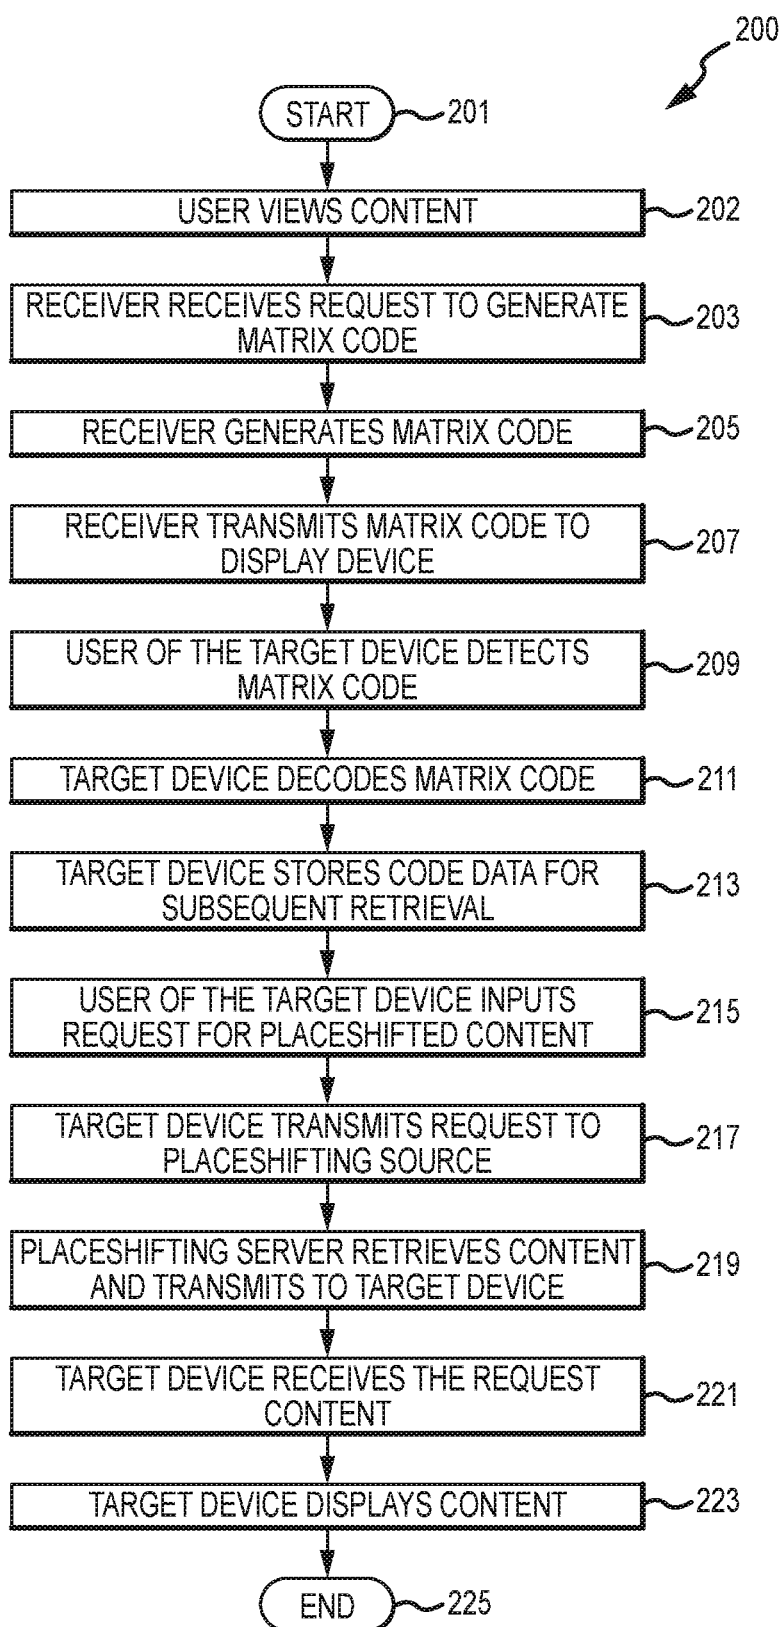 200
START 201
USER VIEWS CONTENT 202
RECEIVER RECEIVES REQUEST TO GENERATE
MATRIX CODE 203
RECEIVER GENERATES MATRIX CODE 205
RECEIVER TRANSMITS MATRIX CODE TO
DISPLAY DEVICE 207
USER OF THE TARGET DEVICE DETECTS
MATRIX CODE 209
TARGET DEVICE DECODES MATRIX CODE 211
TARGET DEVICE STORES CODE DATA FOR
SUBSEQUENT RETRIEVAL 213
USER OF THE TARGET DEVICE INPUTS
REQUEST FOR PLACESHIFTED CONTENT 215
TARGET DEVICE TRANSMITS REQUEST TO
PLACESHIFTING SOURCE 217
PLACESHIFTING SERVER RETRIEVES CONTENT
AND TRANSMITS TO TARGET DEVICE 219
TARGET DEVICE RECEIVES THE REQUEST
CONTENT 221
TARGET DEVICE DISPLAYS CONTENT 223
END 225